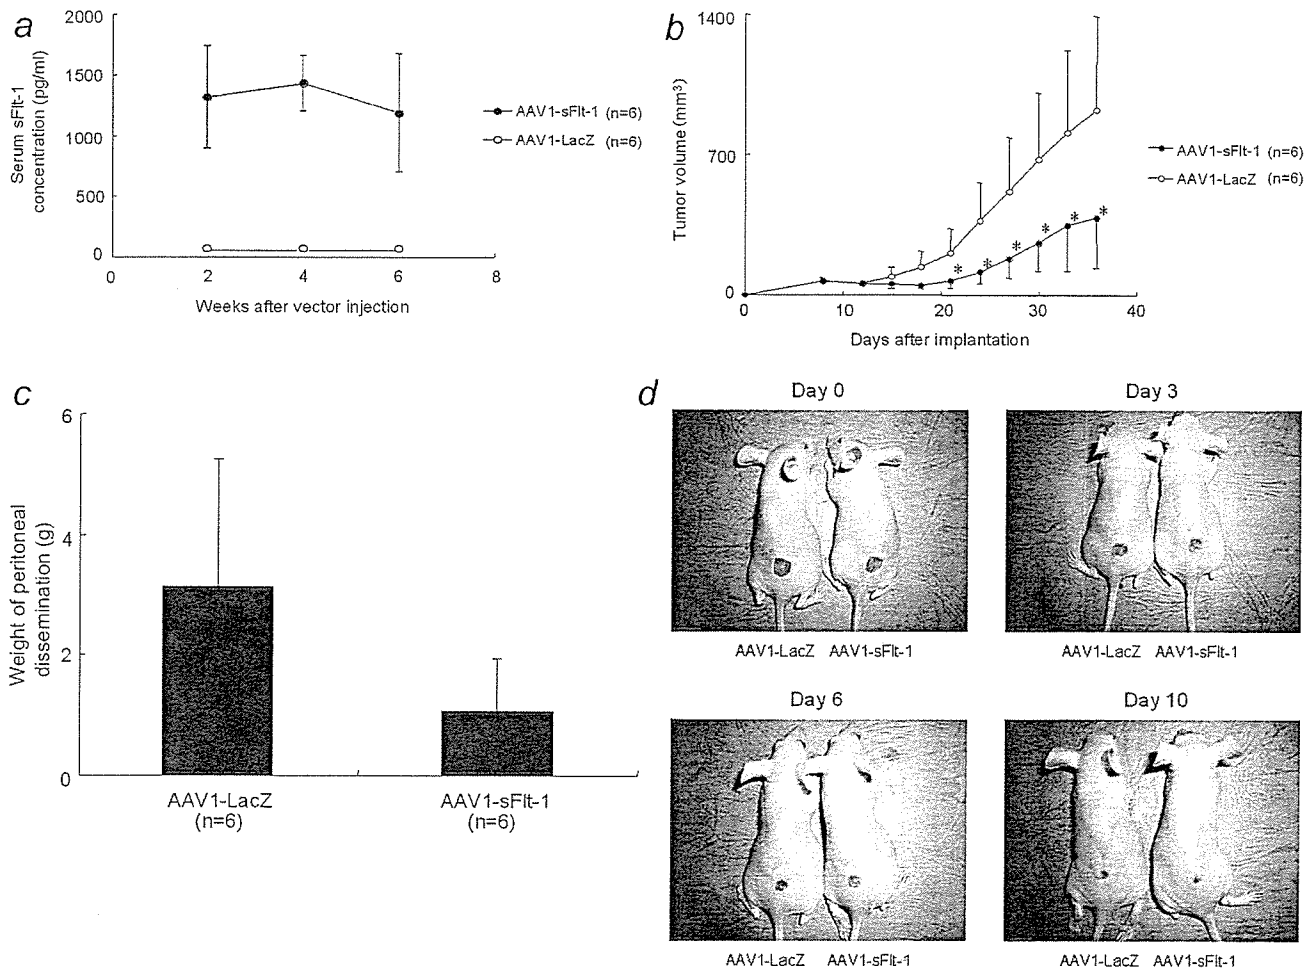 a
2000
1500
1000
500
0
Serum sFlt-1
concentration (pg/ml)
0 2 4 6 8
Weeks after vector injection
AAV1-sFlt-1 (n=6)
AAV1-LacZ (n=6)
b
1400
700
0
Tumor volume (mm³)
* * * * * *
0 10 20 30 40
Days after implantation
AAV1-sFlt-1 (n=6)
AAV1-LacZ (n=6)
c
6
4
2
0
Weight of peritoneal
dissemination (g)
AAV1-LacZ
(n=6)
AAV1-sFlt-1
(n=6)
d
Day 0
AAV1-LacZ AAV1-sFlt-1
Day 3
AAV1-LacZ AAV1-sFlt-1
Day 6
AAV1-LacZ AAV1-sFlt-1
Day 10
AAV1-LacZ AAV1-sFlt-1